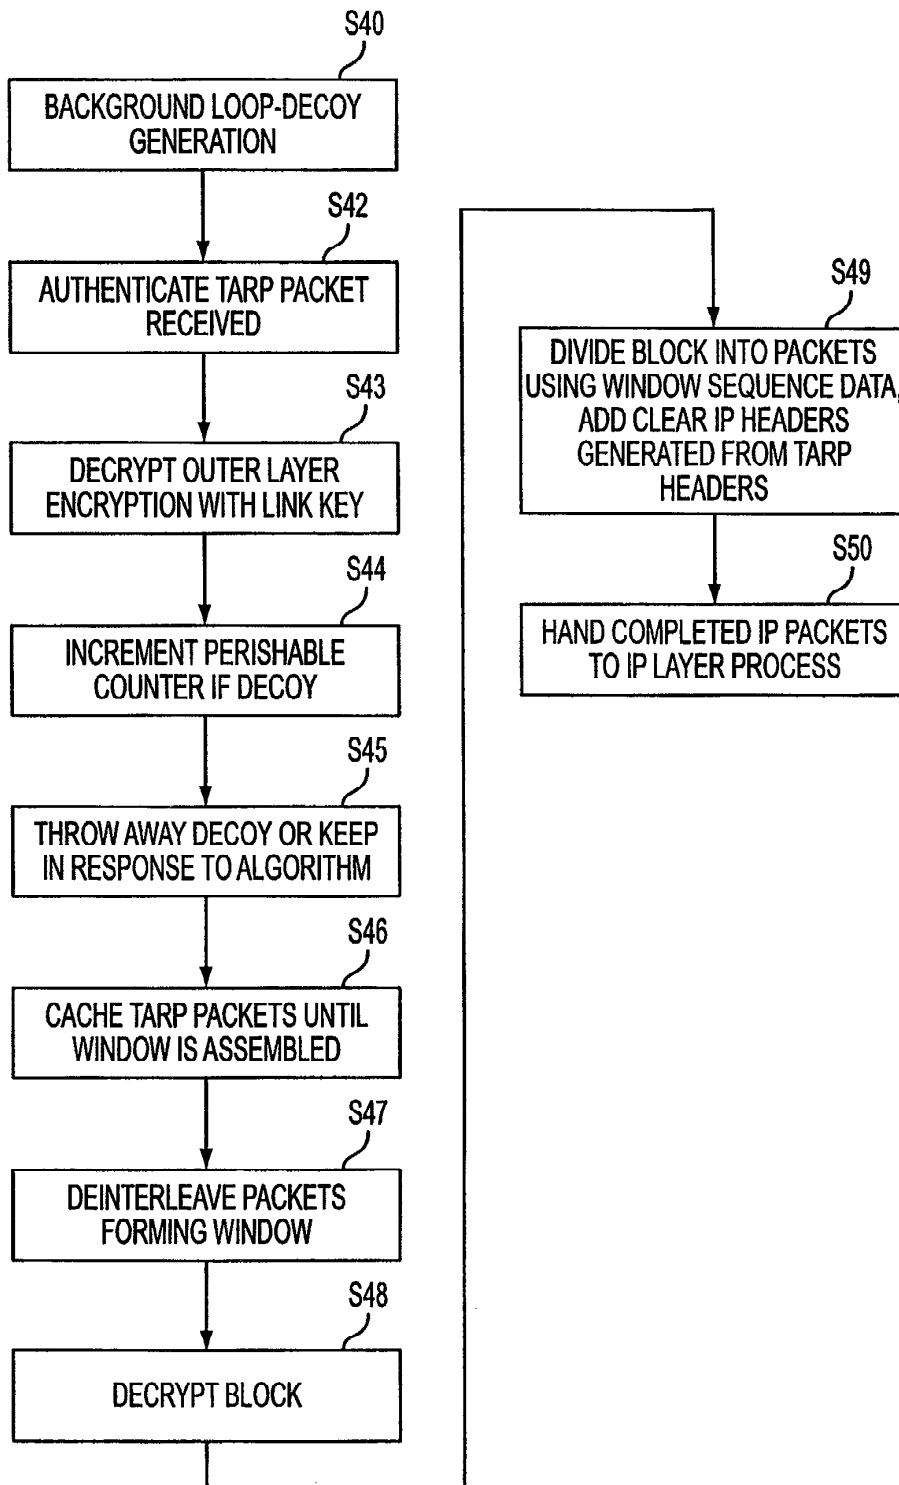 S40
BACKGROUND LOOP-DECOY
GENERATION
S42
AUTHENTICATE TARP PACKET
RECEIVED
S43
DECRYPT OUTER LAYER
ENCRYPTION WITH LINK KEY
S44
INCREMENT PERISHABLE
COUNTER IF DECOY
S45
THROW AWAY DECOY OR KEEP
IN RESPONSE TO ALGORITHM
S46
CACHE TARP PACKETS UNTIL
WINDOW IS ASSEMBLED
S47
DEINTERLEAVE PACKETS
FORMING WINDOW
S48
DECRYPT BLOCK
S49
DIVIDE BLOCK INTO PACKETS
USING WINDOW SEQUENCE DATA,
ADD CLEAR IP HEADERS
GENERATED FROM TARP
HEADERS
S50
HAND COMPLETED IP PACKETS
TO IP LAYER PROCESS